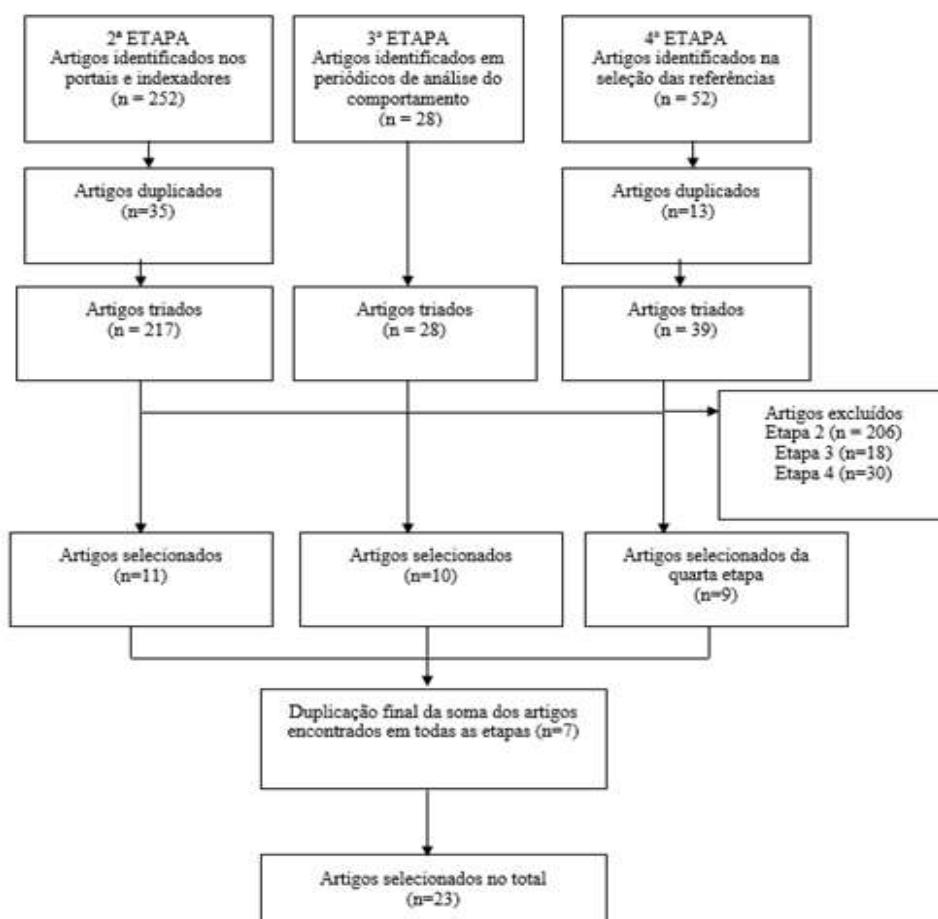 2ª ETAPA
Artigos identificados nos
portais e indexadores
(n = 252)
3ª ETAPA
Artigos identificados em
periódicos de análise do
comportamento
(n = 28)
4ª ETAPA
Artigos identificados na
seleção das referências
(n = 52)
Artigos duplicados
(n=35)
Artigos duplicados
(n=13)
Artigos triados
(n = 217)
Artigos triados
(n = 28)
Artigos triados
(n = 39)
Artigos excluídos
Etapa 2 (n = 206)
Etapa 3 (n=18)
Etapa 4 (n=30)
Artigos selecionados
(n=11)
Artigos selecionados
(n=10)
Artigos selecionados da
quarta etapa
(n=9)
Duplicação final da soma dos artigos
encontrados em todas as etapas (n=7)
Artigos selecionados no total
(n=23)